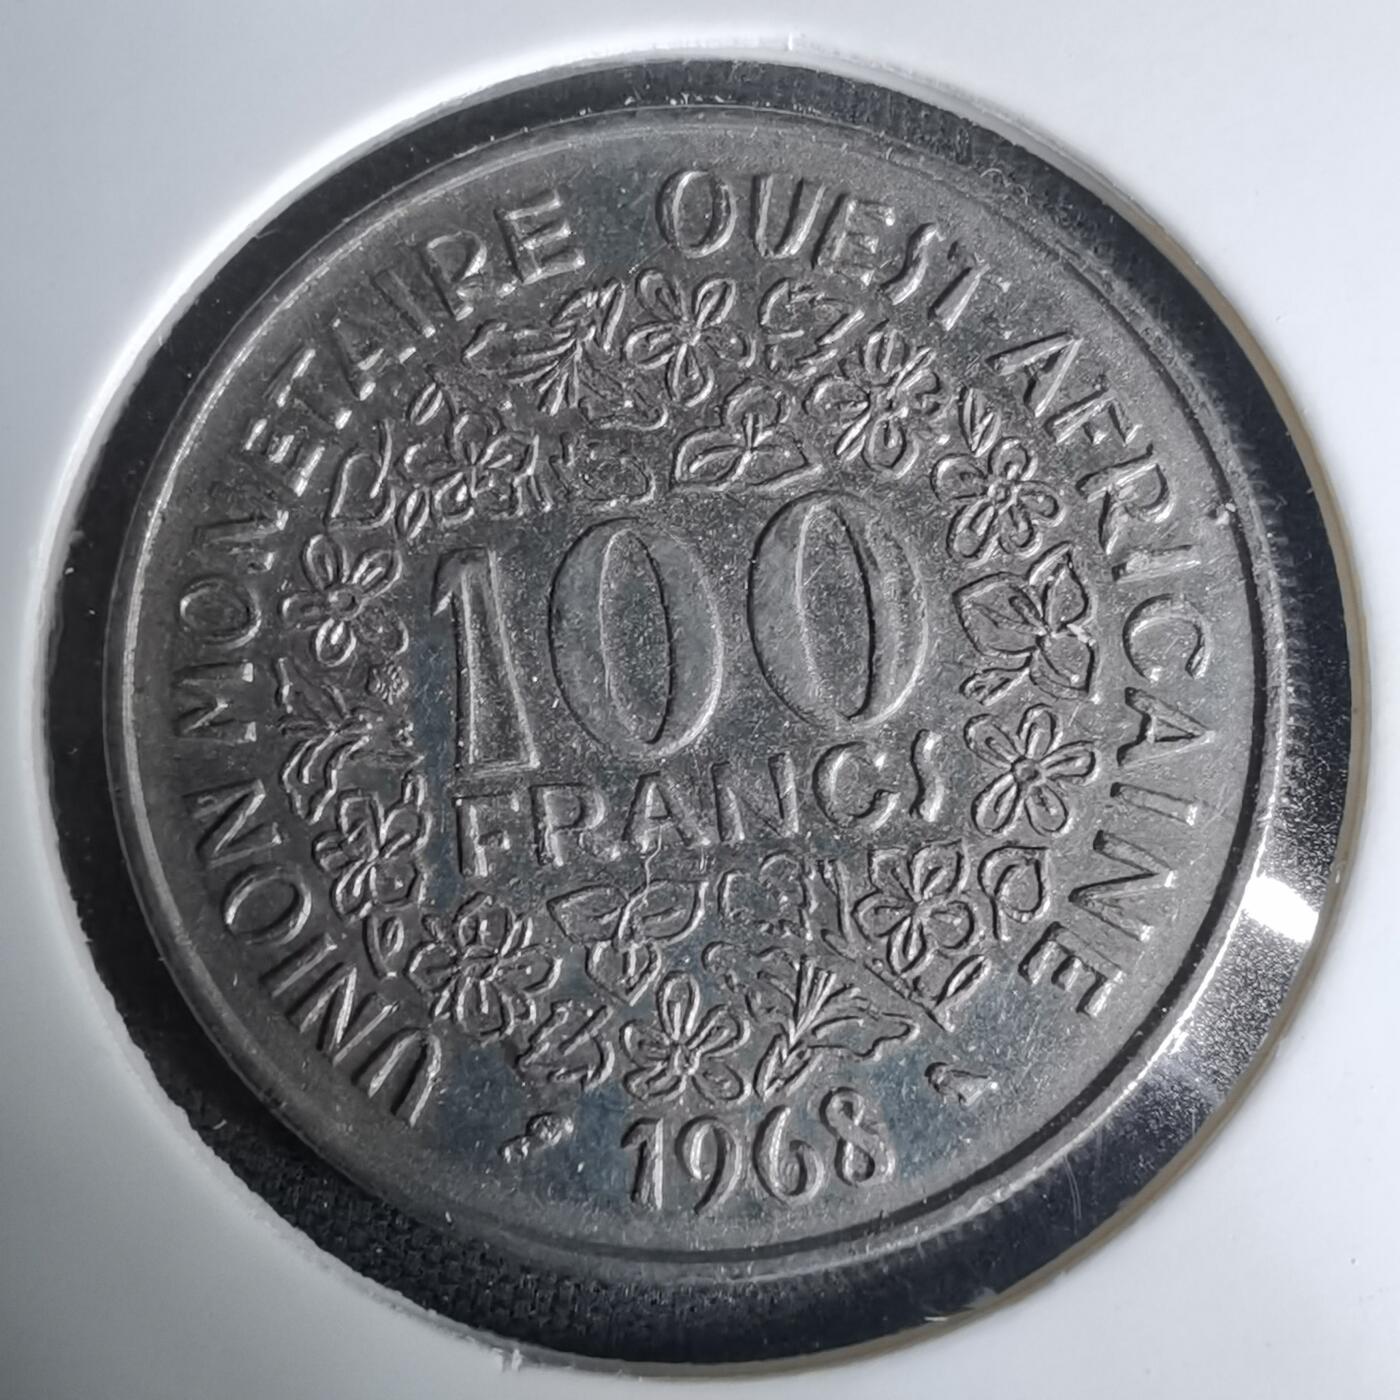 UNION MONETAIRE OUEST AFRICAINE
100
FRANCS
1968